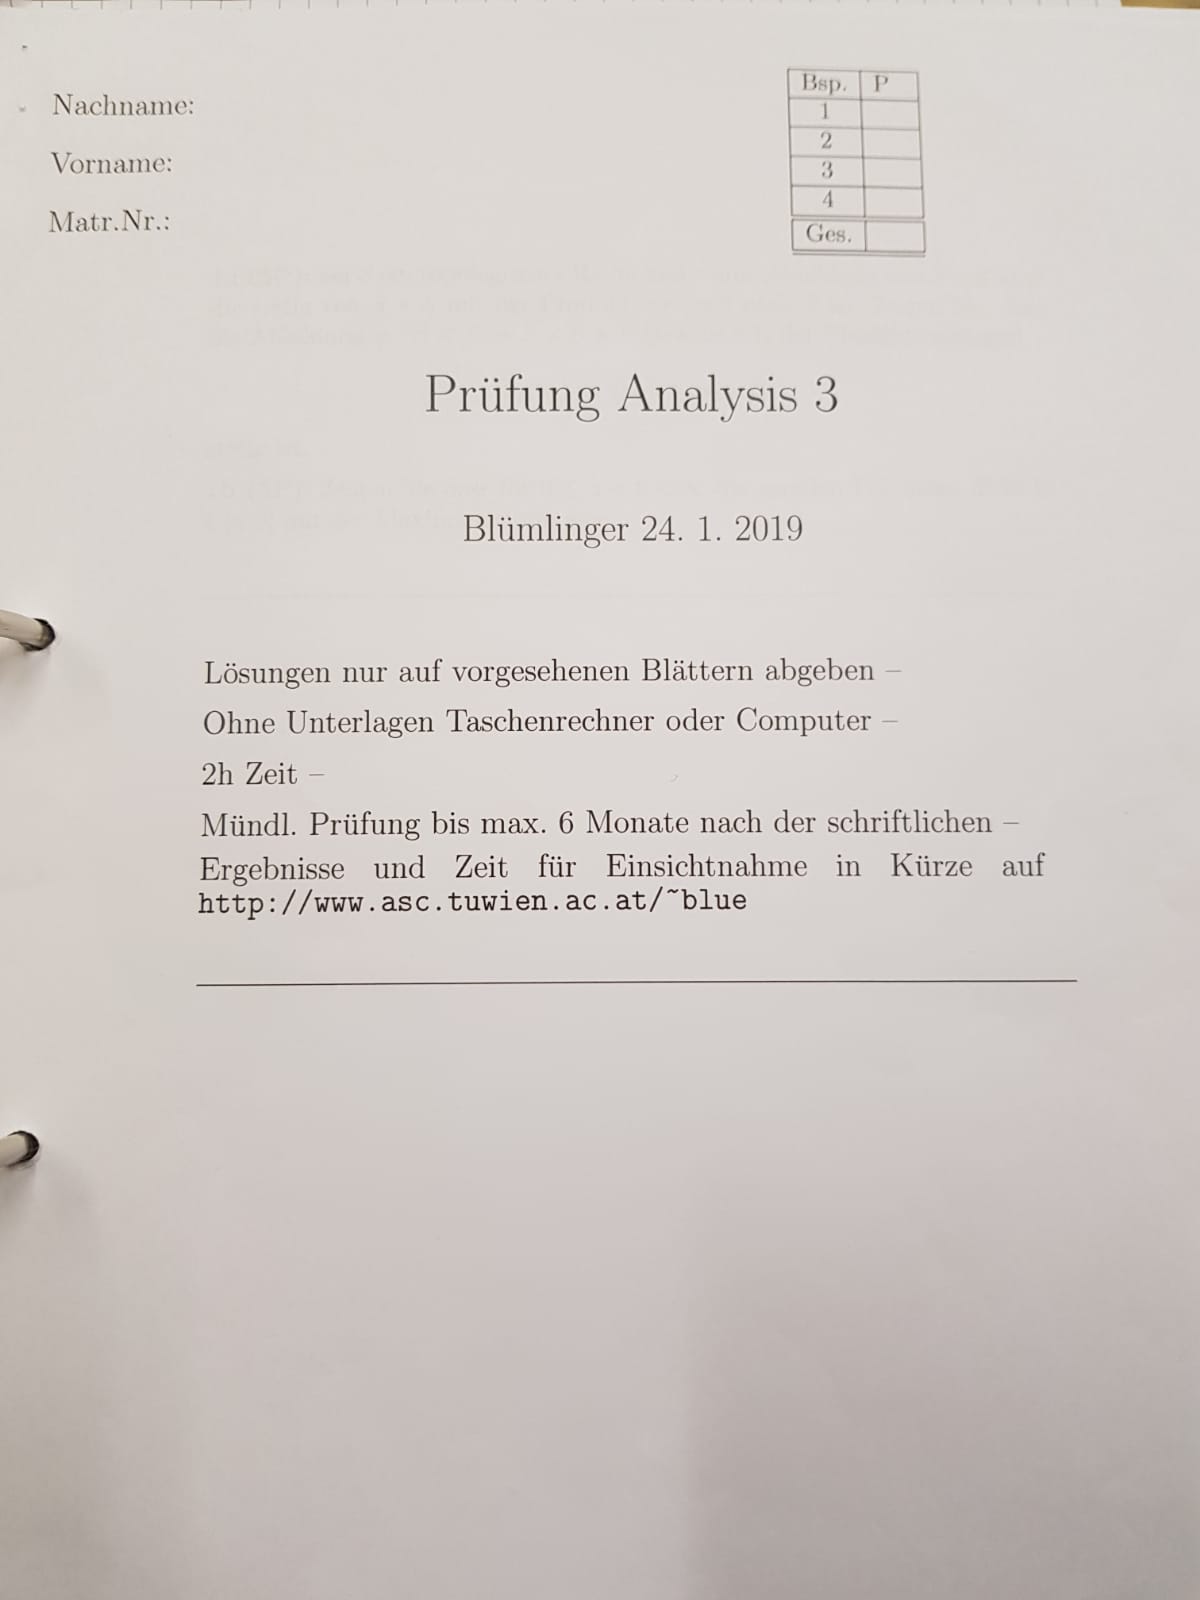 Nachname:
Vorname:
Matr.Nr.:
Bsp. P
1
2
3
4
Ges.
Prüfung Analysis 3
Blümlinger 24. 1. 2019
Lösungen nur auf vorgesehenen Blättern abgeben –
Ohne Unterlagen Taschenrechner oder Computer –
2h Zeit –
Mündl. Prüfung bis max. 6 Monate nach der schriftlichen –
Ergebnisse und Zeit für Einsichtnahme in Kürze auf
http://www.asc.tuwien.ac.at/~blue